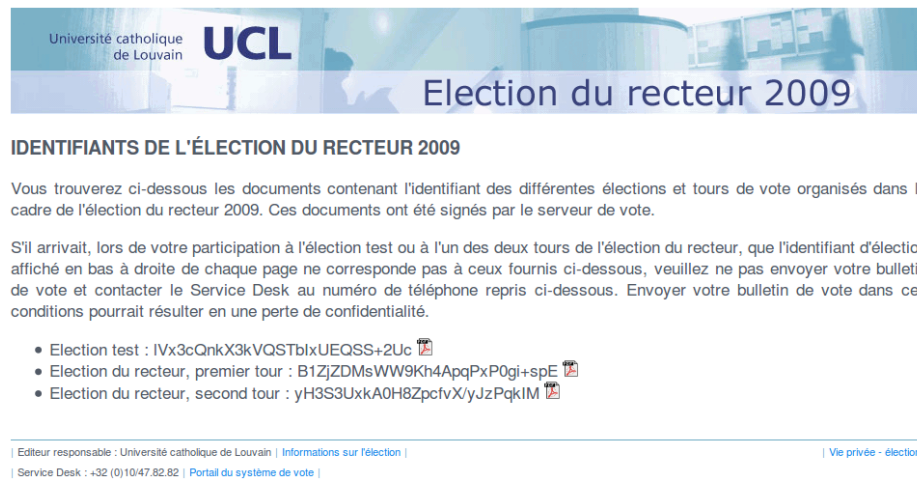 Université catholique
de Louvain
UCL
Election du recteur 2009
IDENTIFIANTS DE L'ÉLECTION DU RECTEUR 2009
Vous trouverez ci-dessous les documents contenant l'identifiant des différentes élections et tours de vote organisés dans l
cadre de l'élection du recteur 2009. Ces documents ont été signés par le serveur de vote.
S'il arrivait, lors de votre participation à l'élection test ou à l'un des deux tours de l'élection du recteur, que l'identifiant d'électio
affiché en bas à droite de chaque page ne corresponde pas à ceux fournis ci-dessous, veuillez ne pas envoyer votre bulleti
de vote et contacter le Service Desk au numéro de téléphone repris ci-dessous. Envoyer votre bulletin de vote dans ce
conditions pourrait résulter en une perte de confidentialité.
• Election test : IVx3cQnkX3kVQSTbIxUEQSS+2Uc
• Election du recteur, premier tour : B1ZjZDMsWW9Kh4ApqPxP0gi+spE
• Election du recteur, second tour : yH3S3UxkA0H8ZpcfvX/yJzPqkIM
| Editeur responsable : Université catholique de Louvain | Informations sur l'élection | | Vie privée - élection
| Service Desk : +32 (0)10/47.82.82 | Portail du système de vote |